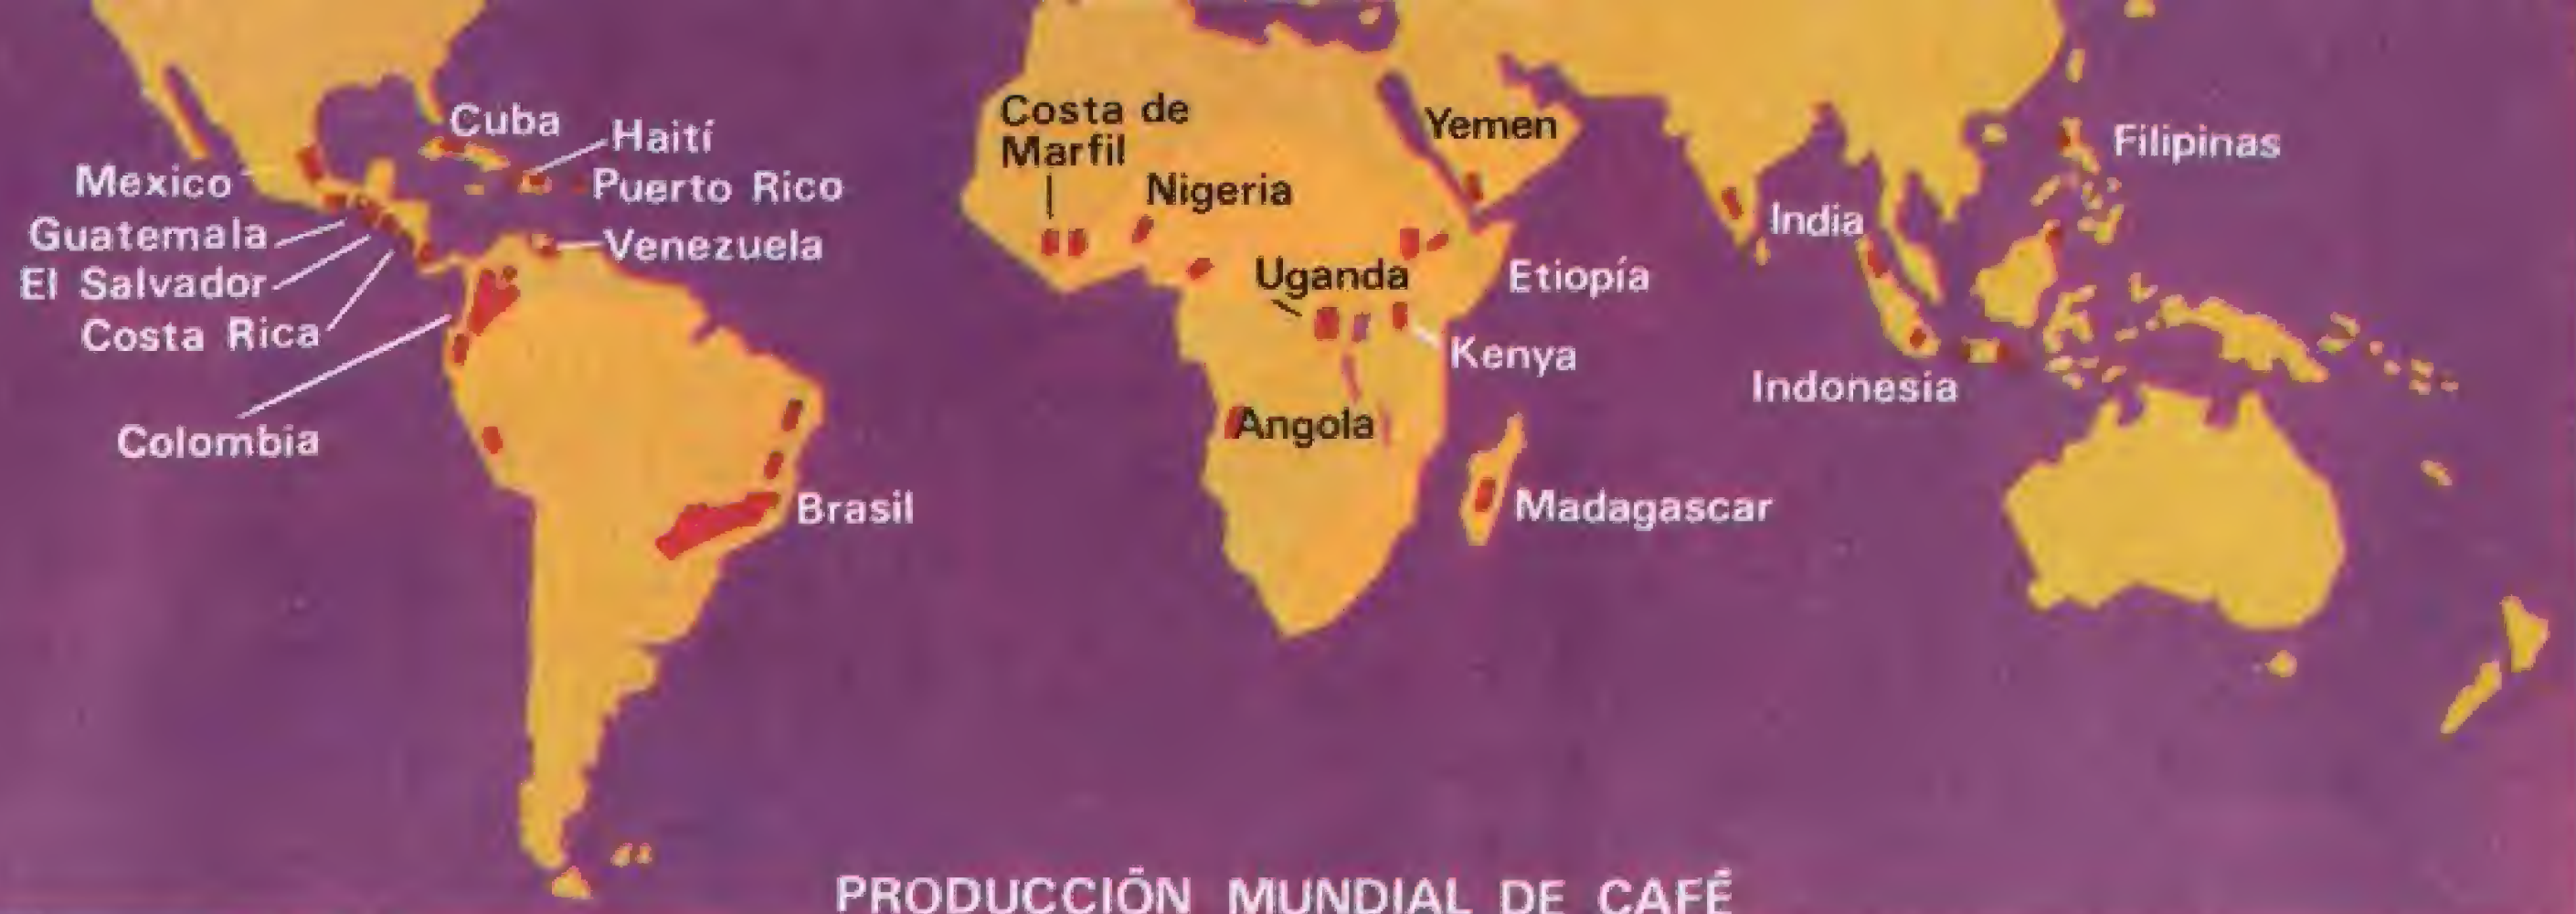 Cuba
Haití
Mexico
Puerto Rico
Guatemala
Venezuela
El Salvador
Costa Rica
Colombia
Brasil
Costa de
Marfil
Nigeria
Yemen
Uganda
Etiopía
Kenya
Angola
Madagascar
India
Filipinas
Indonesia
PRODUCCIÓN MUNDIAL DE CAFÉ